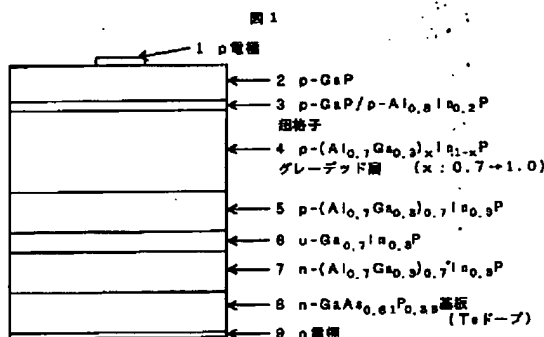 図1
1 p電極
2 p-GaP
3 p-GaP/p-Al0.8In0.2P
超格子
4 p-(Al0.7Ga0.3)xIn1-xP
グレーデッド層 (x:0.7→1.0)
5 p-(Al0.7Ga0.3)0.7In0.3P
6 u-Ga0.7In0.3P
7 n-(Al0.7Ga0.3)0.7In0.3P
8 n-GaAs0.61P0.39基板
(Teドープ)
9 n電極